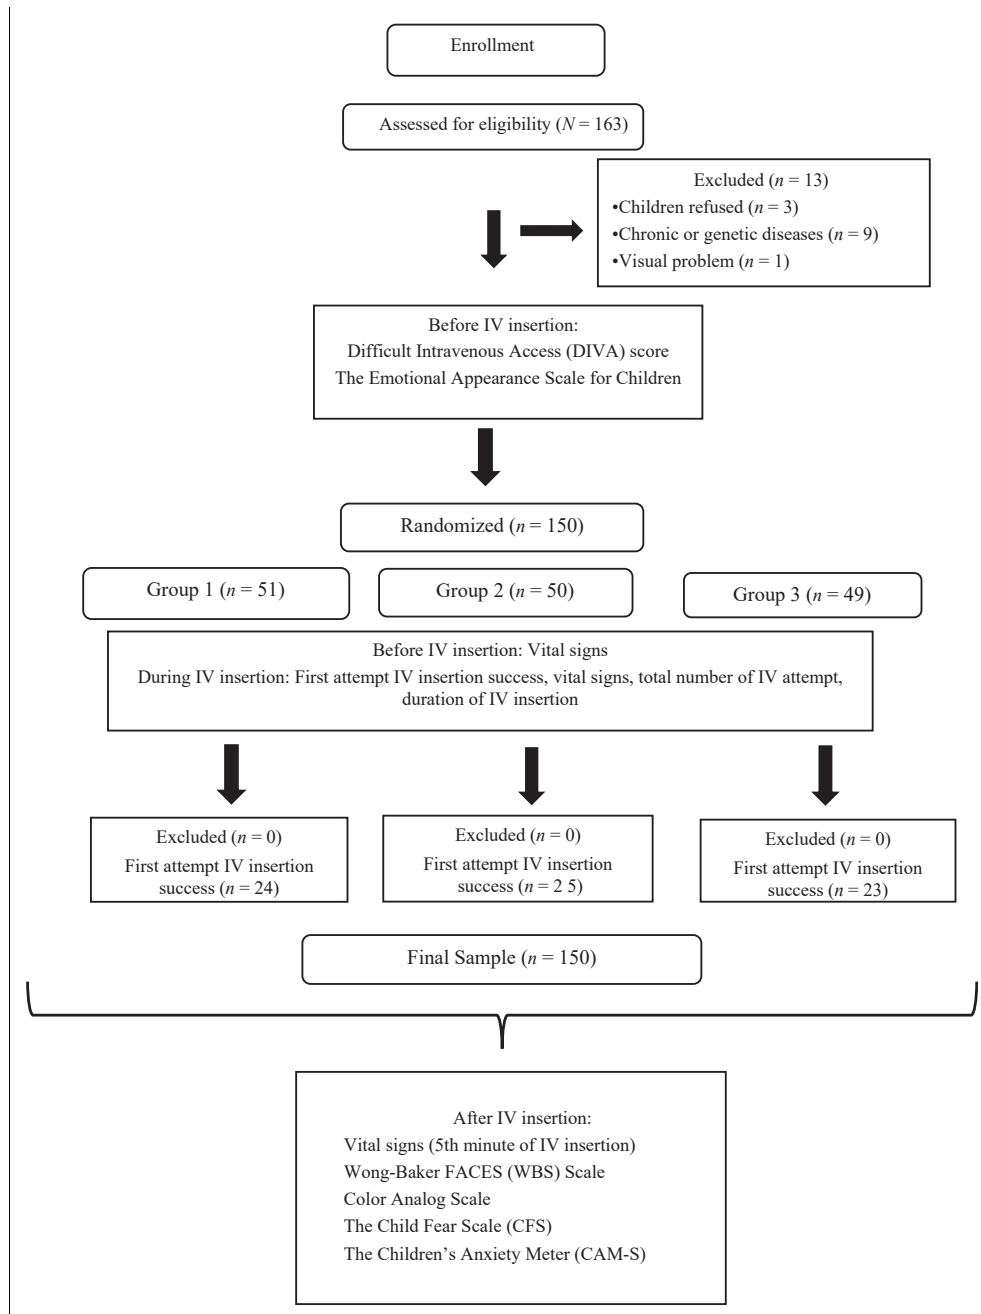 Enrollment
Assessed for eligibility (N = 163)
Excluded (n = 13)
•Children refused (n = 3)
•Chronic or genetic diseases (n = 9)
•Visual problem (n = 1)
Before IV insertion:
Difficult Intravenous Access (DIVA) score
The Emotional Appearance Scale for Children
Randomized (n = 150)
Group 1 (n = 51)
Group 2 (n = 50)
Group 3 (n = 49)
Before IV insertion: Vital signs
During IV insertion: First attempt IV insertion success, vital signs, total number of IV attempt,
duration of IV insertion
Excluded (n = 0)
First attempt IV insertion
success (n = 24)
Excluded (n = 0)
First attempt IV insertion
success (n = 2 5)
Excluded (n = 0)
First attempt IV insertion
success (n = 23)
Final Sample (n = 150)
After IV insertion:
Vital signs (5th minute of IV insertion)
Wong-Baker FACES (WBS) Scale
Color Analog Scale
The Child Fear Scale (CFS)
The Children's Anxiety Meter (CAM-S)